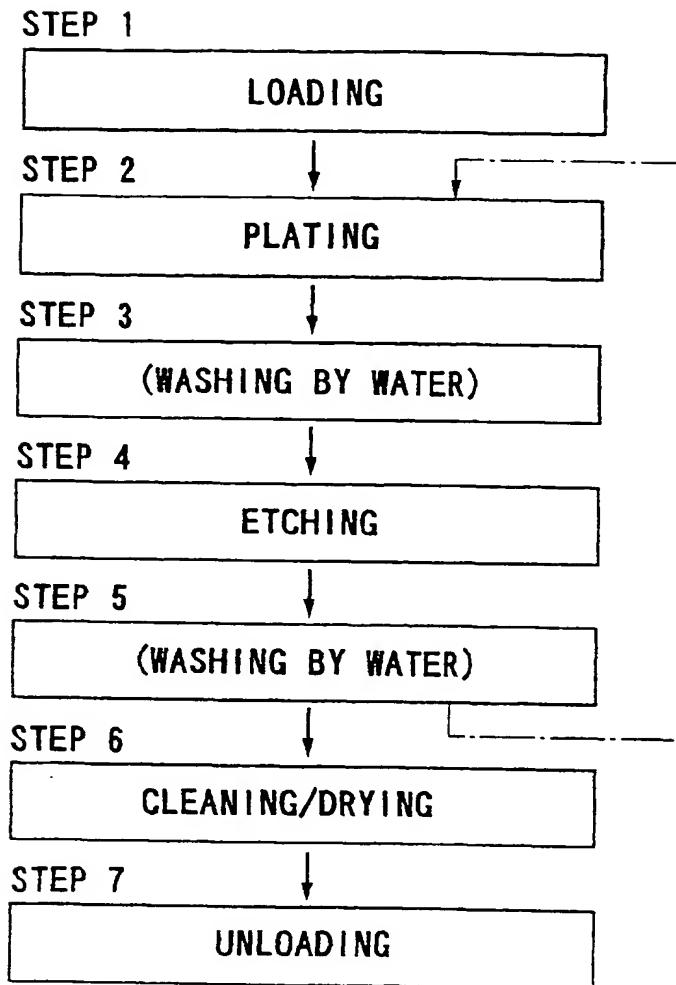 STEP 1
LOADING
STEP 2
PLATING
STEP 3
(WASHING BY WATER)
STEP 4
ETCHING
STEP 5
(WASHING BY WATER)
STEP 6
CLEANING/DRYING
STEP 7
UNLOADING